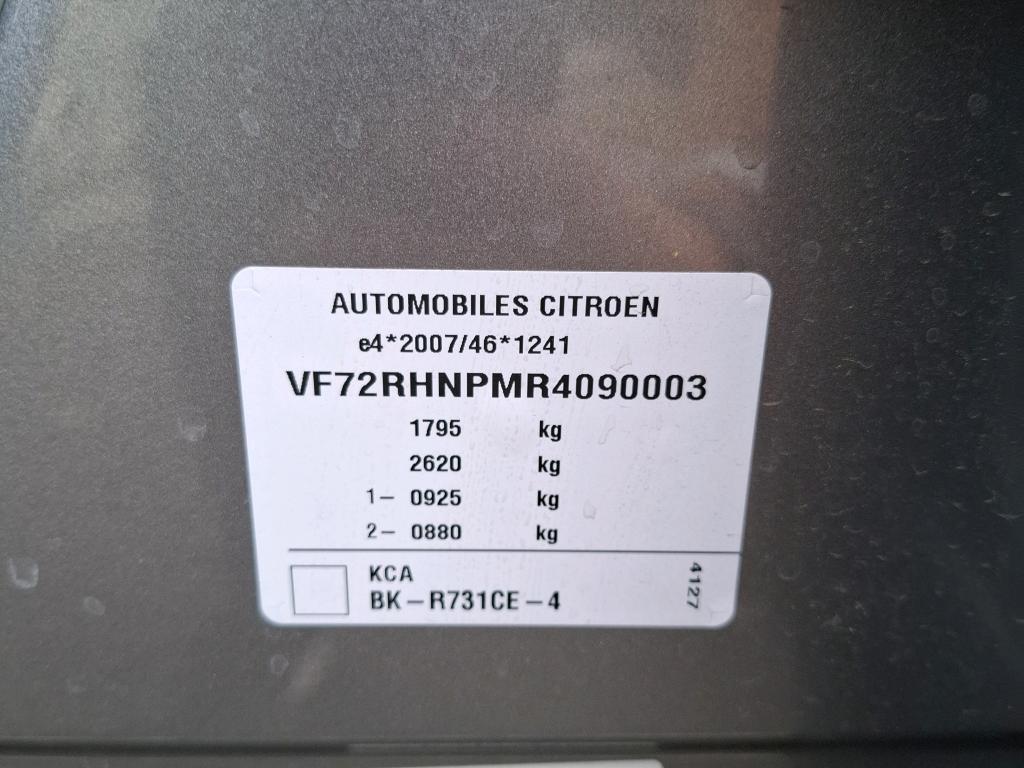 AUTOMOBILES CITROEN
e4*2007/46*1241
VF72RHNPMR4090003
1795 kg
2620 kg
1- 0925 kg
2- 0880 kg
KCA
BK-R731CE-4
4127